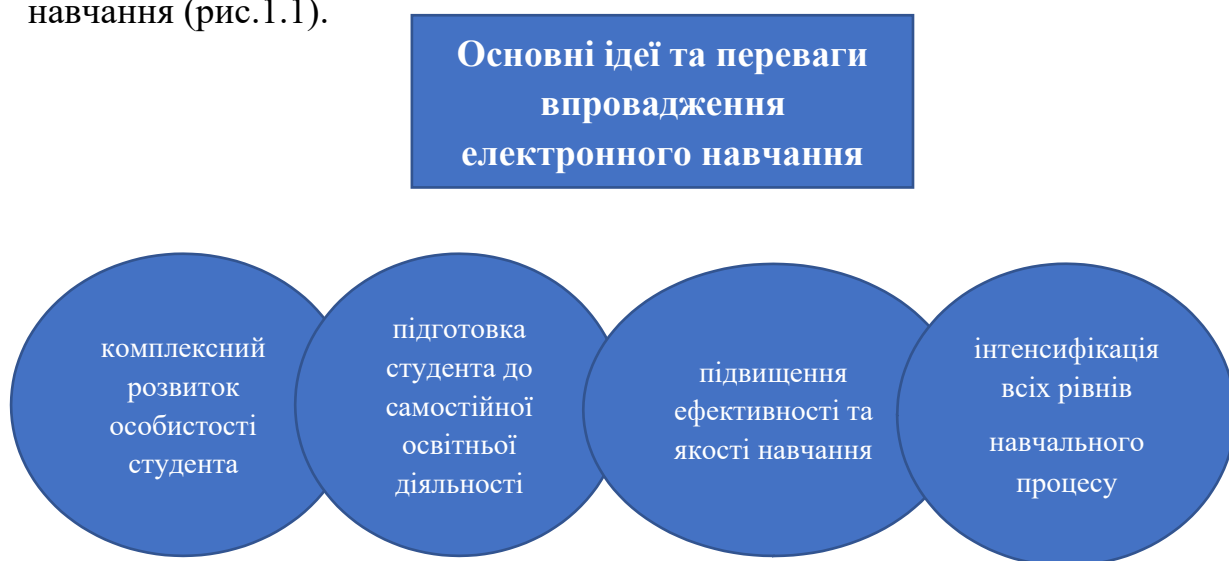 навчання (рис.1.1).
Основні ідеї та переваги
впровадження
електронного навчання
комплексний
розвиток
особистості
студента
підготовка
студента до
самостійної
освітньої
діяльності
підвищення
ефективності та
якості навчання
інтенсифікація
всіх рівнів
навчального
процесу